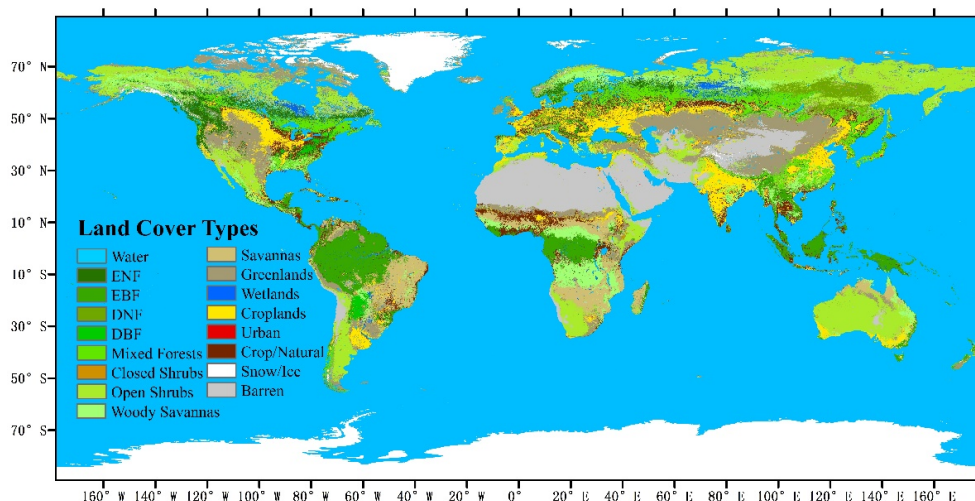 70° N
50° N
30° N
10° N
10° S
30° S
50° S
70° S
Land Cover Types
Water
ENF
EBF
DNF
DBF
Mixed Forests
Closed Shrubs
Open Shrubs
Woody Savannas
Savannas
Greenlands
Wetlands
Croplands
Urban
Crop/Natural
Snow/Ice
Barren
160° W 140° W 120° W 100° W 80° W 60° W 40° W 20° W 0° 20° E 40° E 60° E 80° E 100° E 120° E 140° E 160° E